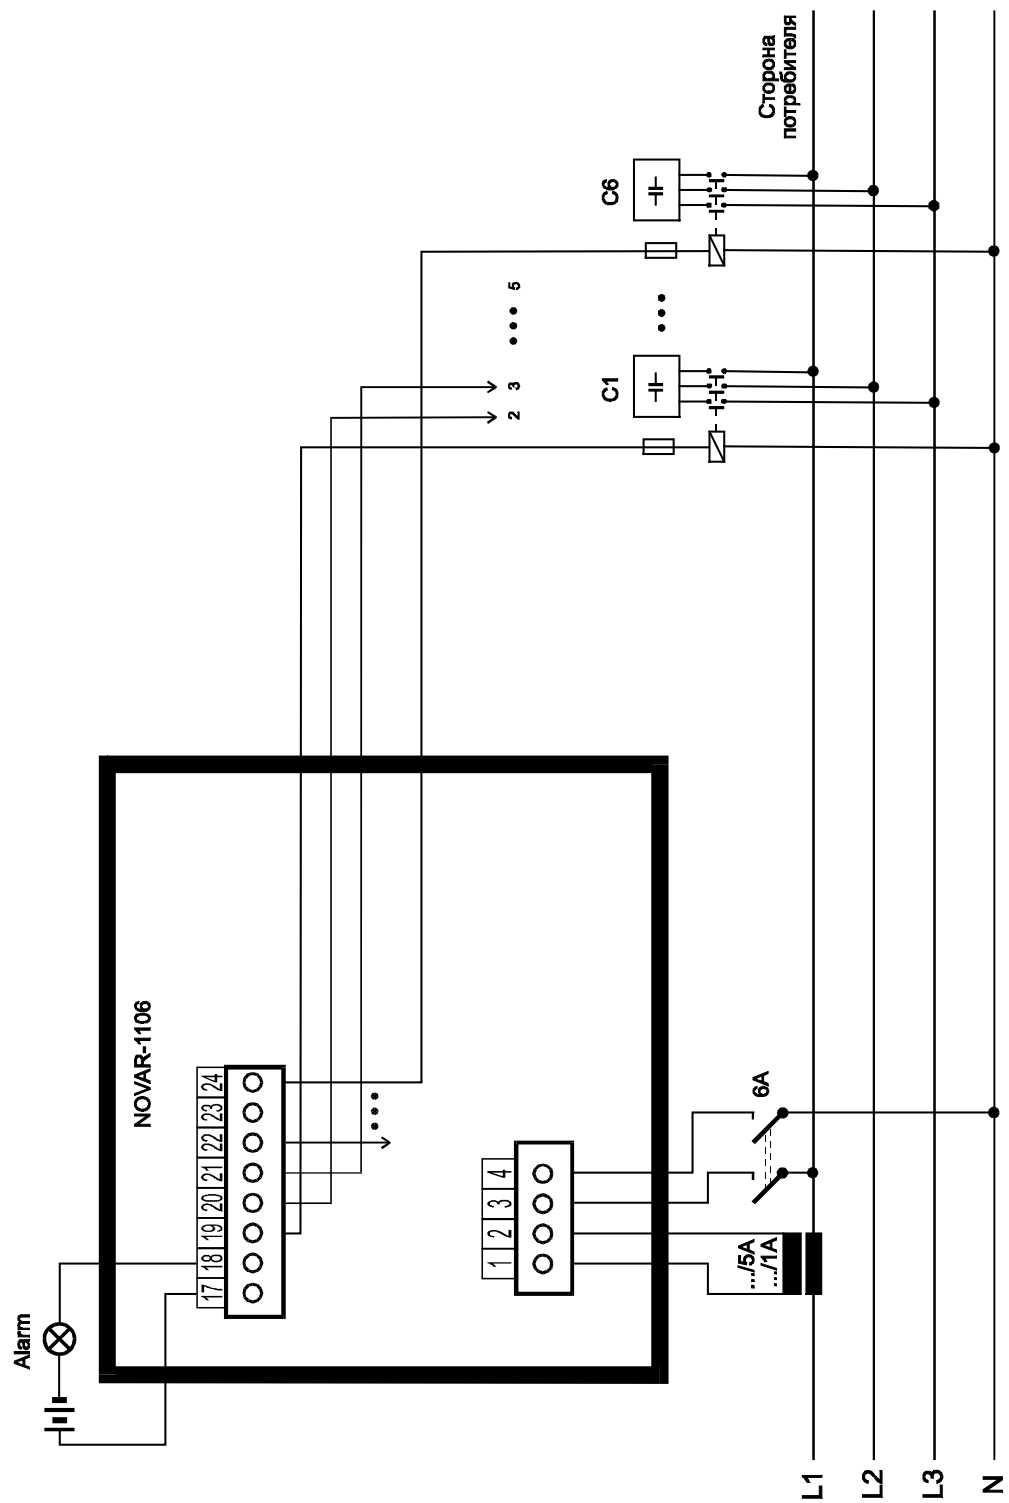 Alarm
NOVAR-1106
17 18 19 20 21 22 23 24
1 2 3 4
..../5A
.../1A
6A
2 3 5
C1
C6
Сторона
потребителя
L1
L2
L3
N